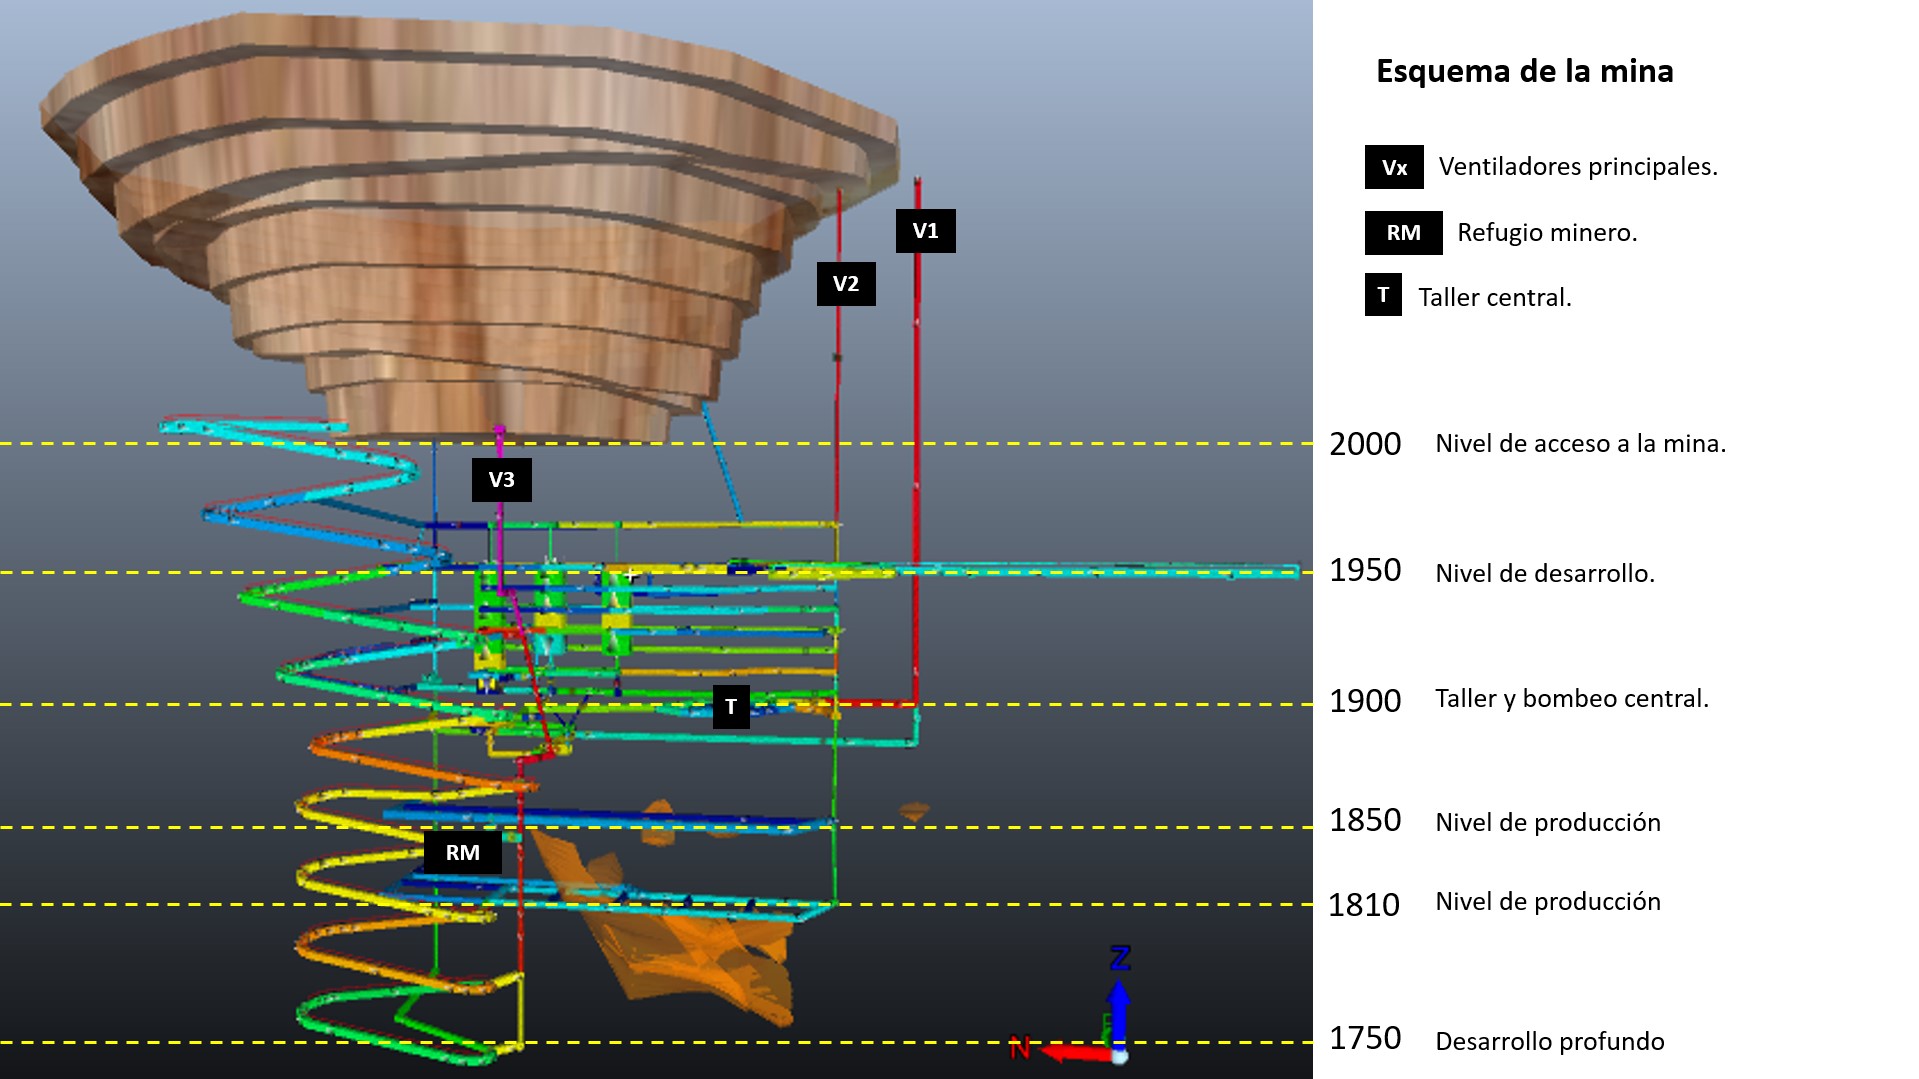 Esquema de la mina
Vx Ventiladores principales.
V1
RM Refugio minero.
V2
T Taller central.
2000 Nivel de acceso a la mina.
V3
1950 Nivel de desarrollo.
T
1900 Taller y bombeo central.
1850 Nivel de producción
RM
1810 Nivel de producción
Z
N
1750 Desarrollo profundo